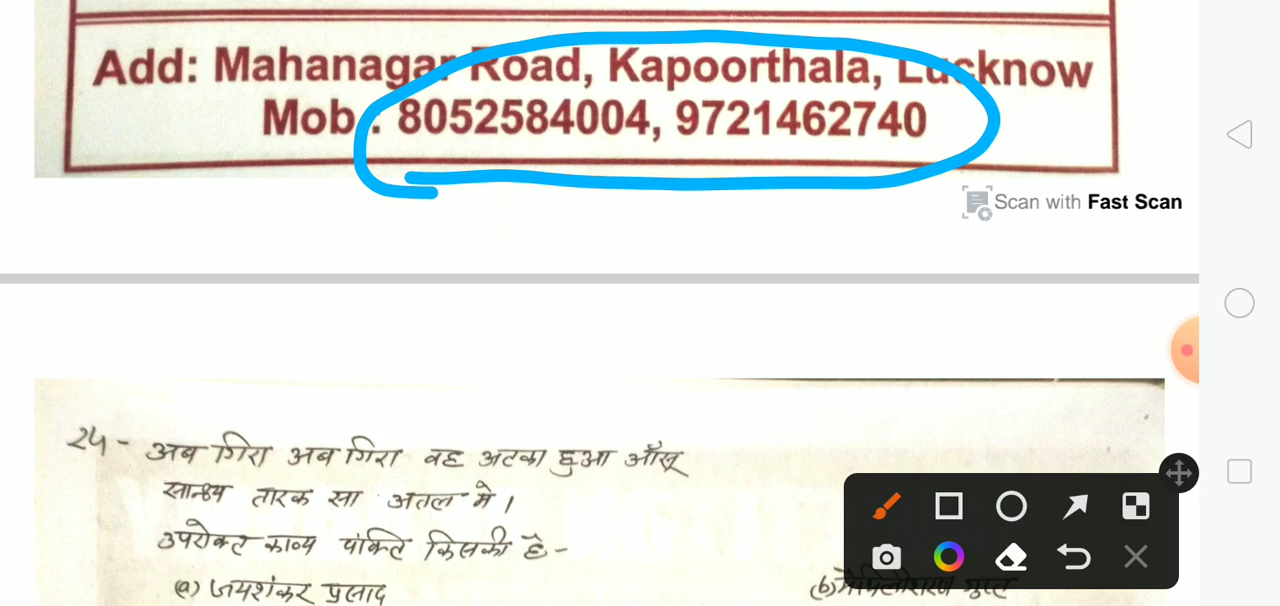 Add: Mahanagar Road, Kapoorthala, Lucknow
Mob.: 8052584004, 9721462740
Scan with Fast Scan
24- अब गिरा अब गिरा वह अटका हुआ आँसू
सान्ध्य तारक सा अतल में।
उपरोक्त काव्य पंक्ति किसकी है-
(a) जयशंकर प्रसाद
(b) मैथिलीशरण गुप्त